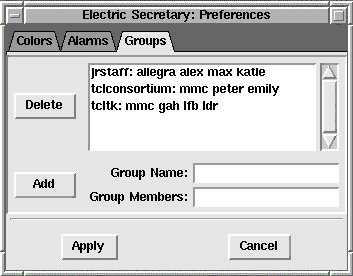 Electric Secretary: Preferences
Colors Alarms Groups
jrstaff: allegra alex max katie
tclconsortium: mmc peter emily
tcltk: mmc gah lfb ldr
Delete
Group Name:
Add
Group Members:
Apply Cancel